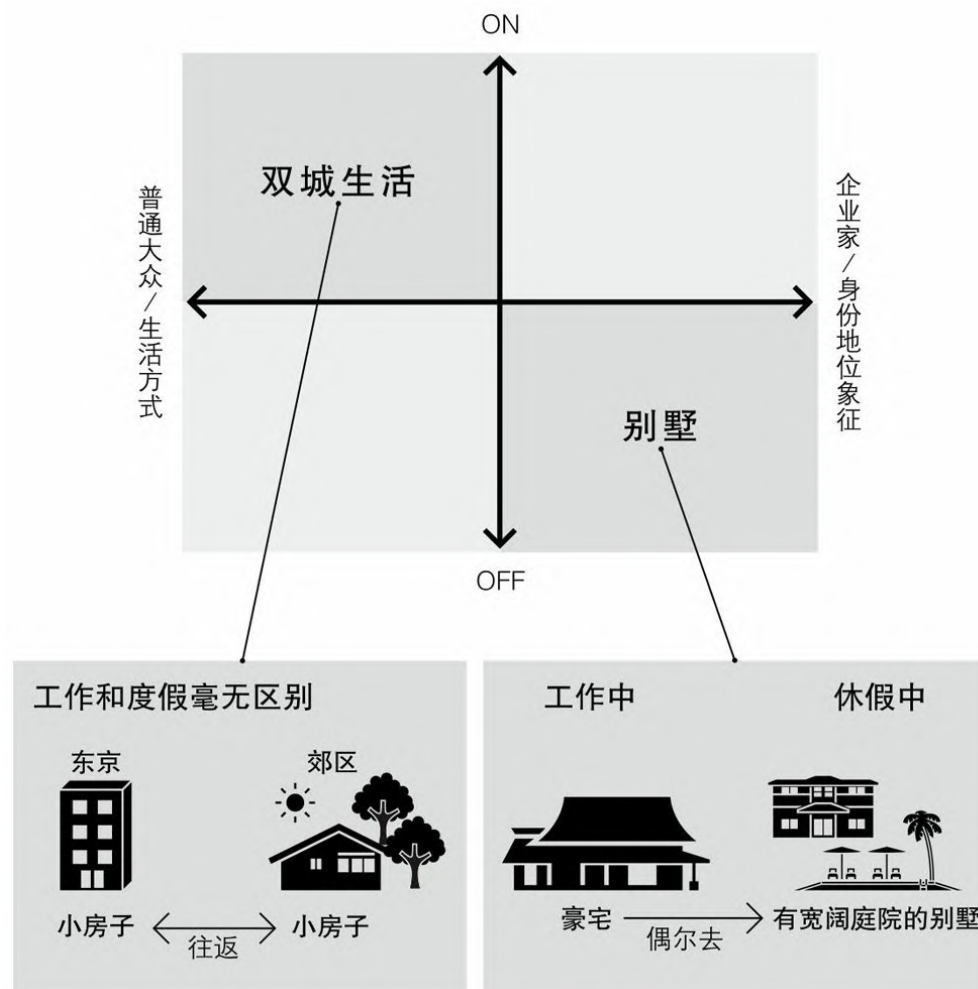 ON
双城生活
普通大众/生活方式
企业家/身份地位象征
别墅
OFF
工作和度假毫无区别
东京
郊区
小房子
往返
小房子
工作中
休假中
豪宅
偶尔去
有宽阔庭院的别墅